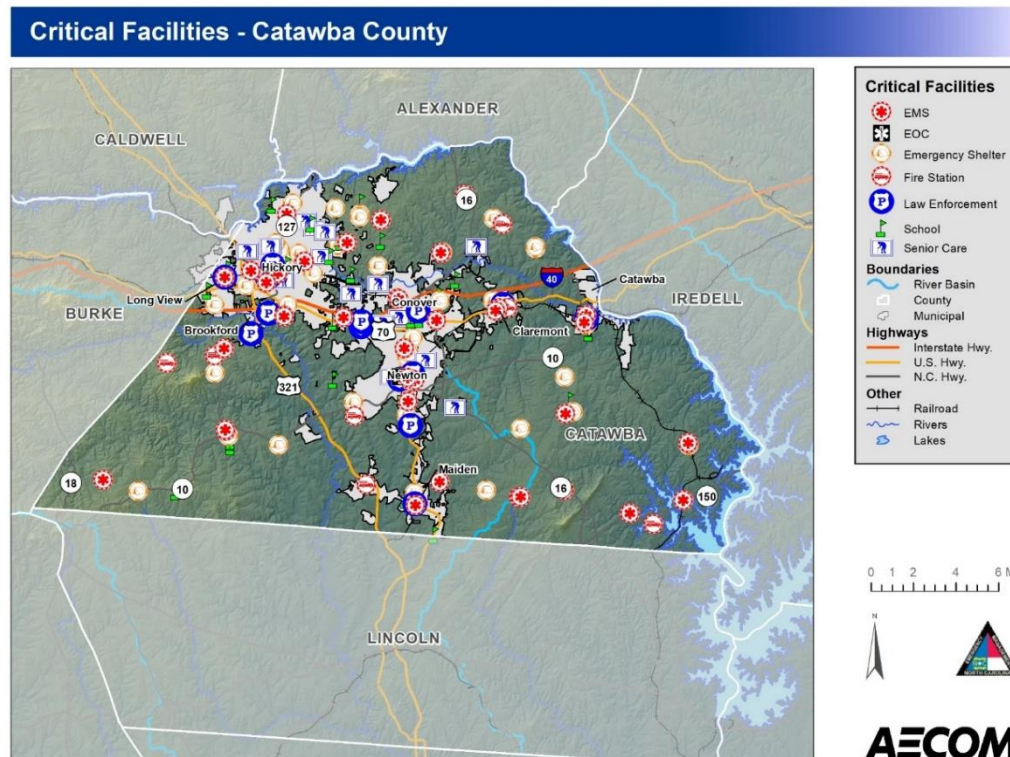 Critical Facilities - Catawba County
ALEXANDER
CALDWELL
16
127
Hickory
40
Catawba
Long View
IREDELL
BURKE
Conover
Brookford
70
Claremont
10
Newton
321
CATAWBA
Maiden
18
10
16
150
LINCOLN
Critical Facilities
EMS
EOC
Emergency Shelter
Fire Station
P Law Enforcement
School
Senior Care
Boundaries
River Basin
County
Municipal
Highways
Interstate Hwy.
U.S. Hwy.
N.C. Hwy.
Other
Railroad
Rivers
Lakes
0 1 2 4 6 M
N
AECOM